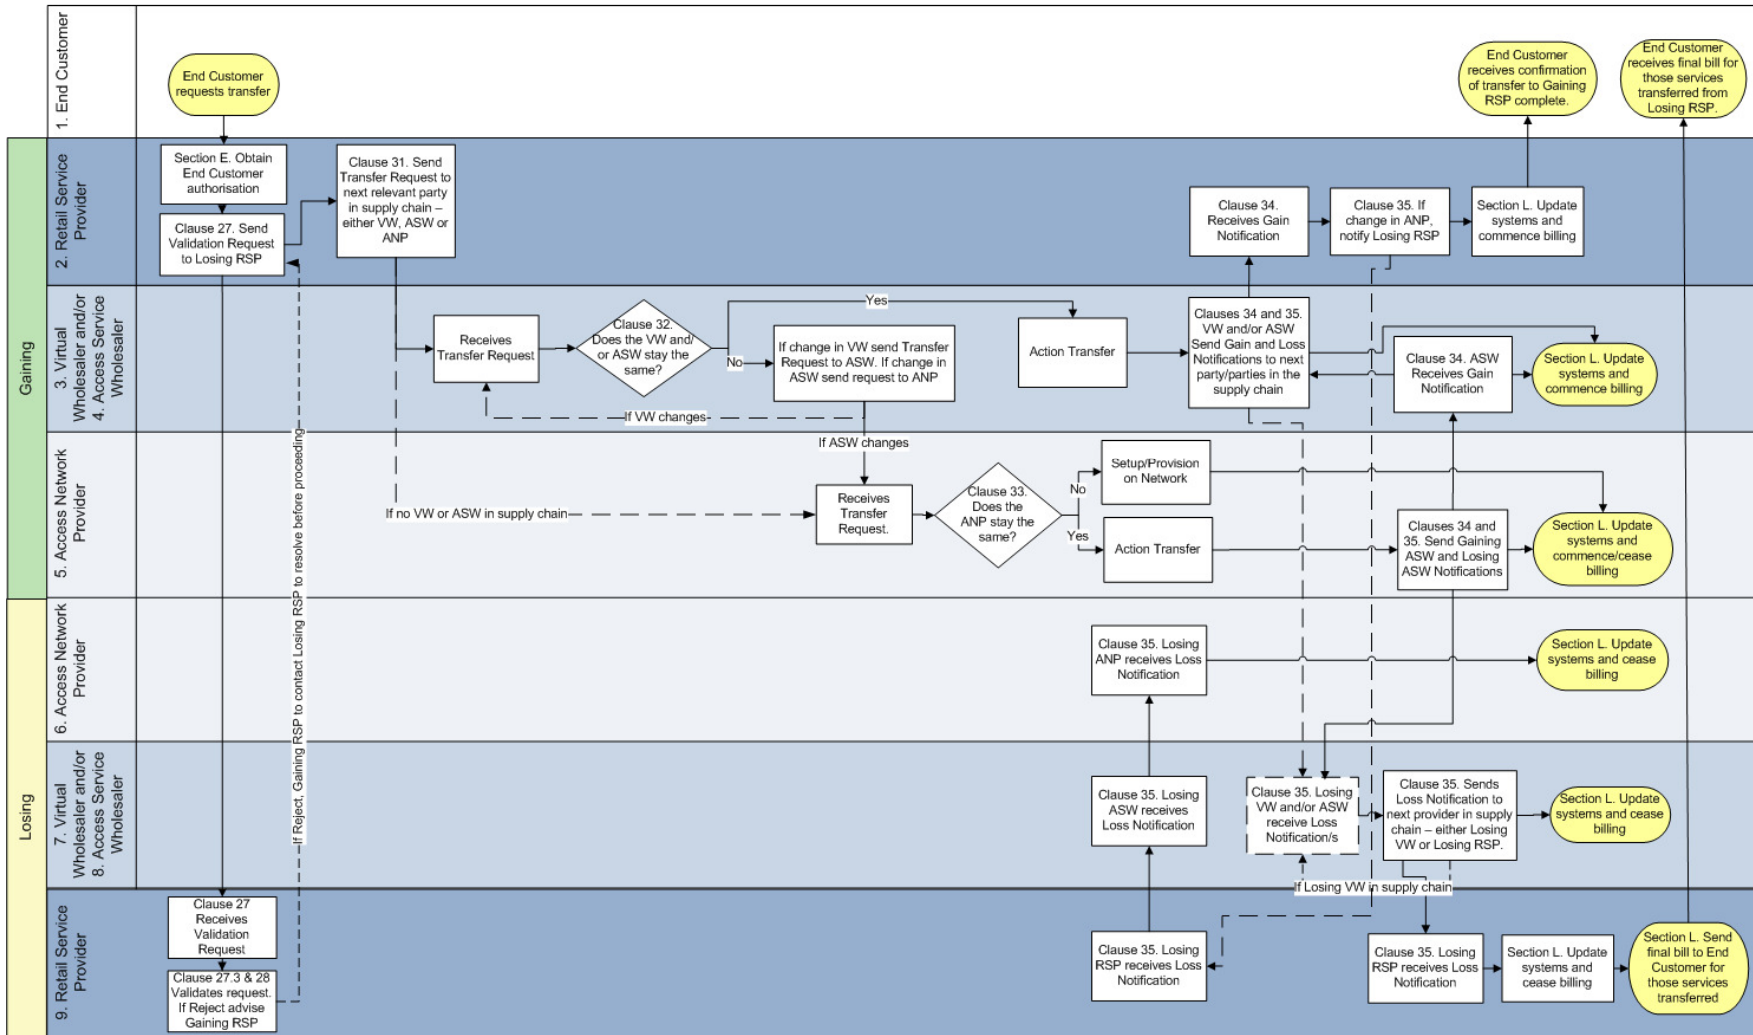 1. End Customer
End Customer
requests transfer
End Customer
receives confirmation
of transfer to Gaining
RSP complete.
End Customer
receives final bill for
those services
transferred from
Losing RSP.
Gaining
2. Retail Service
Provider
Section E. Obtain
End Customer
authorisation
Clause 27. Send
Validation Request
to Losing RSP
Clause 31. Send
Transfer Request to
next relevant party
in supply chain –
either VW, ASW or
ANP
Clause 34.
Receives Gain
Notification
Clause 35. If
change in ANP,
notify Losing RSP
Section L. Update
systems and
commence billing
3. Virtual
Wholesaler and/or
4. Access Service
Wholesaler
Receives
Transfer Request
Clause 32.
Does the VW and/
or ASW stay the
same?
Yes
No
If change in VW send Transfer
Request to ASW. If change in
ASW send request to ANP
If VW changes
Action Transfer
Clauses 34 and 35.
VW and/or ASW
Send Gain and Loss
Notifications to next
party/parties in the
supply chain
Clause 34. ASW
Receives Gain
Notification
Section L. Update
systems and
commence billing
5. Access Network
Provider
If ASW changes
If no VW or ASW in supply chain
Receives
Transfer
Request.
Clause 33.
Does the
ANP stay the
same?
No
Yes
Setup/Provision
on Network
Action Transfer
Clauses 34 and
35. Send Gaining
ASW and Losing
ASW Notifications
Section L. Update
systems and
commence/cease
billing
If Reject, Gaining RSP to contact Losing RSP to resolve before proceeding
Losing
6. Access Network
Provider
Clause 35. Losing
ANP receives Loss
Notification
Section L. Update
systems and cease
billing
7. Virtual
Wholesaler and/or
8. Access Service
Wholesaler
Clause 35. Losing
ASW receives
Loss Notification
Clause 35. Losing
VW and/or ASW
receive Loss
Notification/s
Clause 35. Sends
Loss Notification to
next provider in supply
chain – either Losing
VW or Losing RSP.
Section L. Update
systems and cease
billing
If Losing VW in supply chain
9. Retail Service
Provider
Clause 27
Receives
Validation
Request
Clause 27.3 & 28
Validates request.
If Reject advise
Gaining RSP
Clause 35. Losing
RSP receives Loss
Notification
Clause 35. Losing
RSP receives Loss
Notification
Section L. Update
systems and
cease billing
Section L. Send
final bill to End
Customer for
those services
transferred